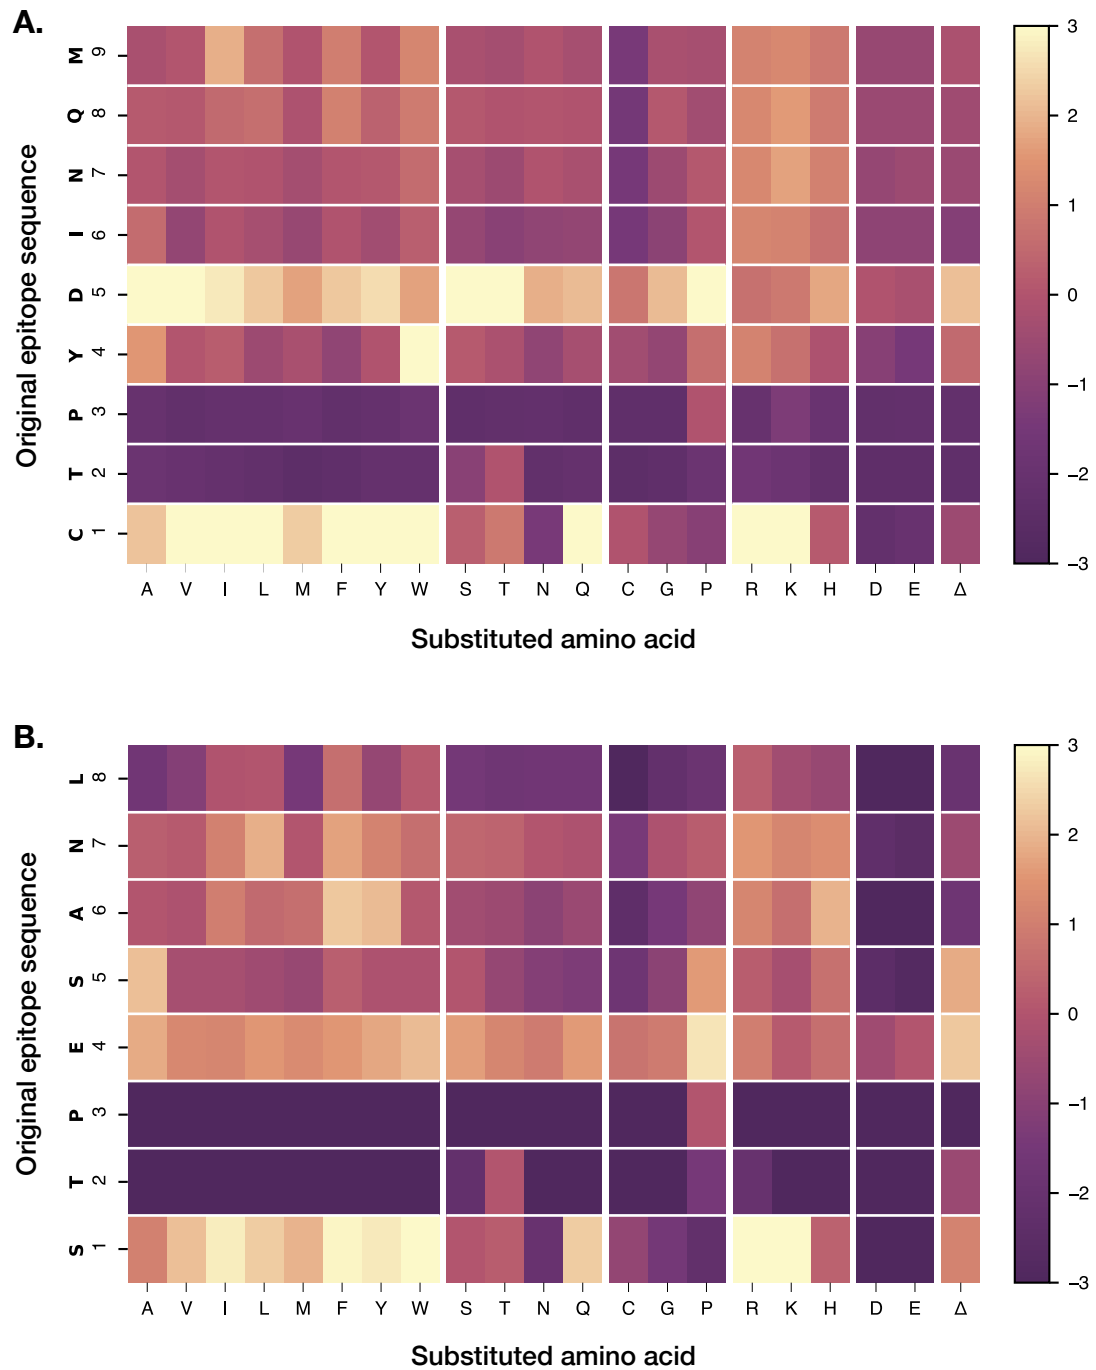 A.
Original epitope sequence
M 9
Q 8
N 7
I 6
D 5
Y 4
P 3
T 2
C 1
A V I L M F Y W S T N Q C G P R K H D E Δ
Substituted amino acid
3
2
1
0
−1
−2
−3
B.
Original epitope sequence
L 8
N 7
A 6
S 5
E 4
P 3
T 2
S 1
A V I L M F Y W S T N Q C G P R K H D E Δ
Substituted amino acid
3
2
1
0
−1
−2
−3